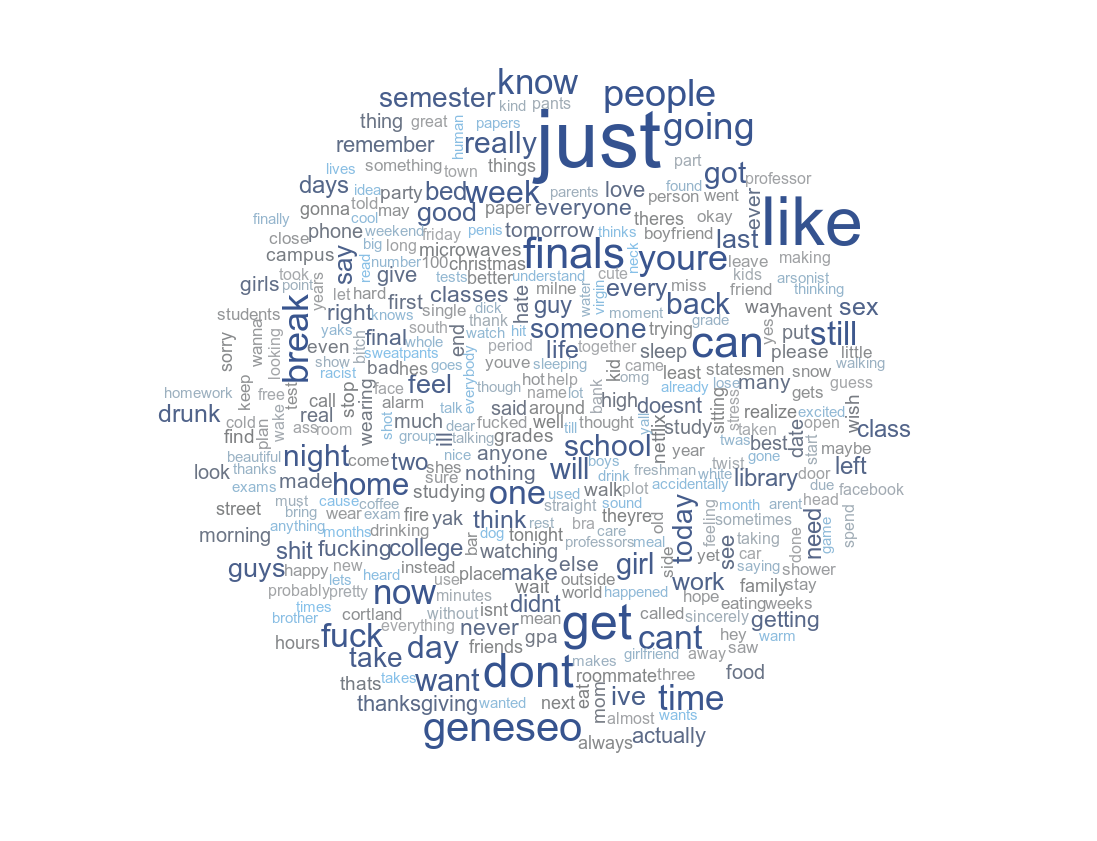 know
people
semester
kind
pants
just
thing
great
papers
going
human
remember
really
part
lives
something
town
things
got
professor
days
idea
party
bed
week
parents
love
found
person
went
ever
like
told
gonna
may
cool
good
paper
everyone
theres
okay
finally
phone
weekend
friday
penis
tomorrow
thinks
boyfriend
last
close
big
long
microwaves
finals
neck
youre
leave
making
campus
say
read
number
100
christmas
girls
took
point
years
give
tests
better
understand
cute
kids
arsonist
thinking
let
hard
first
classes
hate
milne
water
virgin
every
miss
friend
students
right
knows
single
dick
guy
moment
back
way
havent
sex
yaks
south
thank
hit
someone
trying
grade
yes
put
still
sorry
wanna
looking
break
even
final
whole
end
watch
period
life
together
can
please
little
show
bitch
sweatpants
racist
bad
hes
goes
everybody
youve
sleeping
kid
came
sleep
least
statesmen
snow
walking
homework
keep
free
test
stop
face
feel
though
hot
help
omg
already
lose
many
gets
guess
drunk
call
wearing
alarm
talk
said
name
lot
bank
high
doesnt
sitting
stress
realize
excited
wish
cold
plan
wake
ass
real
room
shot
much
dear
fucked
around
well
till
thought
yall
netflix
study
twas
taken
date
open
class
find
group
ill
talking
grades
school
year
best
start
maybe
beautiful
night
come
two
nice
anyone
boys
freshman
white
twist
gone
door
look
thanks
shes
sure
nothing
will
drink
accidentally
library
left
exams
made
home
studying
one
used
walk
plot
month
arent
due
facebook
street
must
bring
cause
coffee
wear
exam
fire
yak
straight
sound
theyre
old
today
feeling
sometimes
head
game
spend
morning
anything
months
drinking
think
rest
bra
care
need
shit
fucking
college
bar
dog
tonight
professors
meal
side
yet
see
taking
done
guys
happy
new
heard
instead
watching
else
girl
car
saying
shower
lets
use
place
make
outside
work
family
stay
probably
pretty
now
minutes
wait
world
happened
hope
eating
weeks
times
brother
cortland
without
isnt
didnt
get
called
sincerely
getting
hours
fuck
everything
never
mean
gpa
cant
hey
warm
take
day
friends
makes
girlfriend
away
saw
thats
takes
want
dont
roommate
three
food
thanksgiving
wanted
next
eat
mom
ive
time
geneseo
almost
wants
always
actually